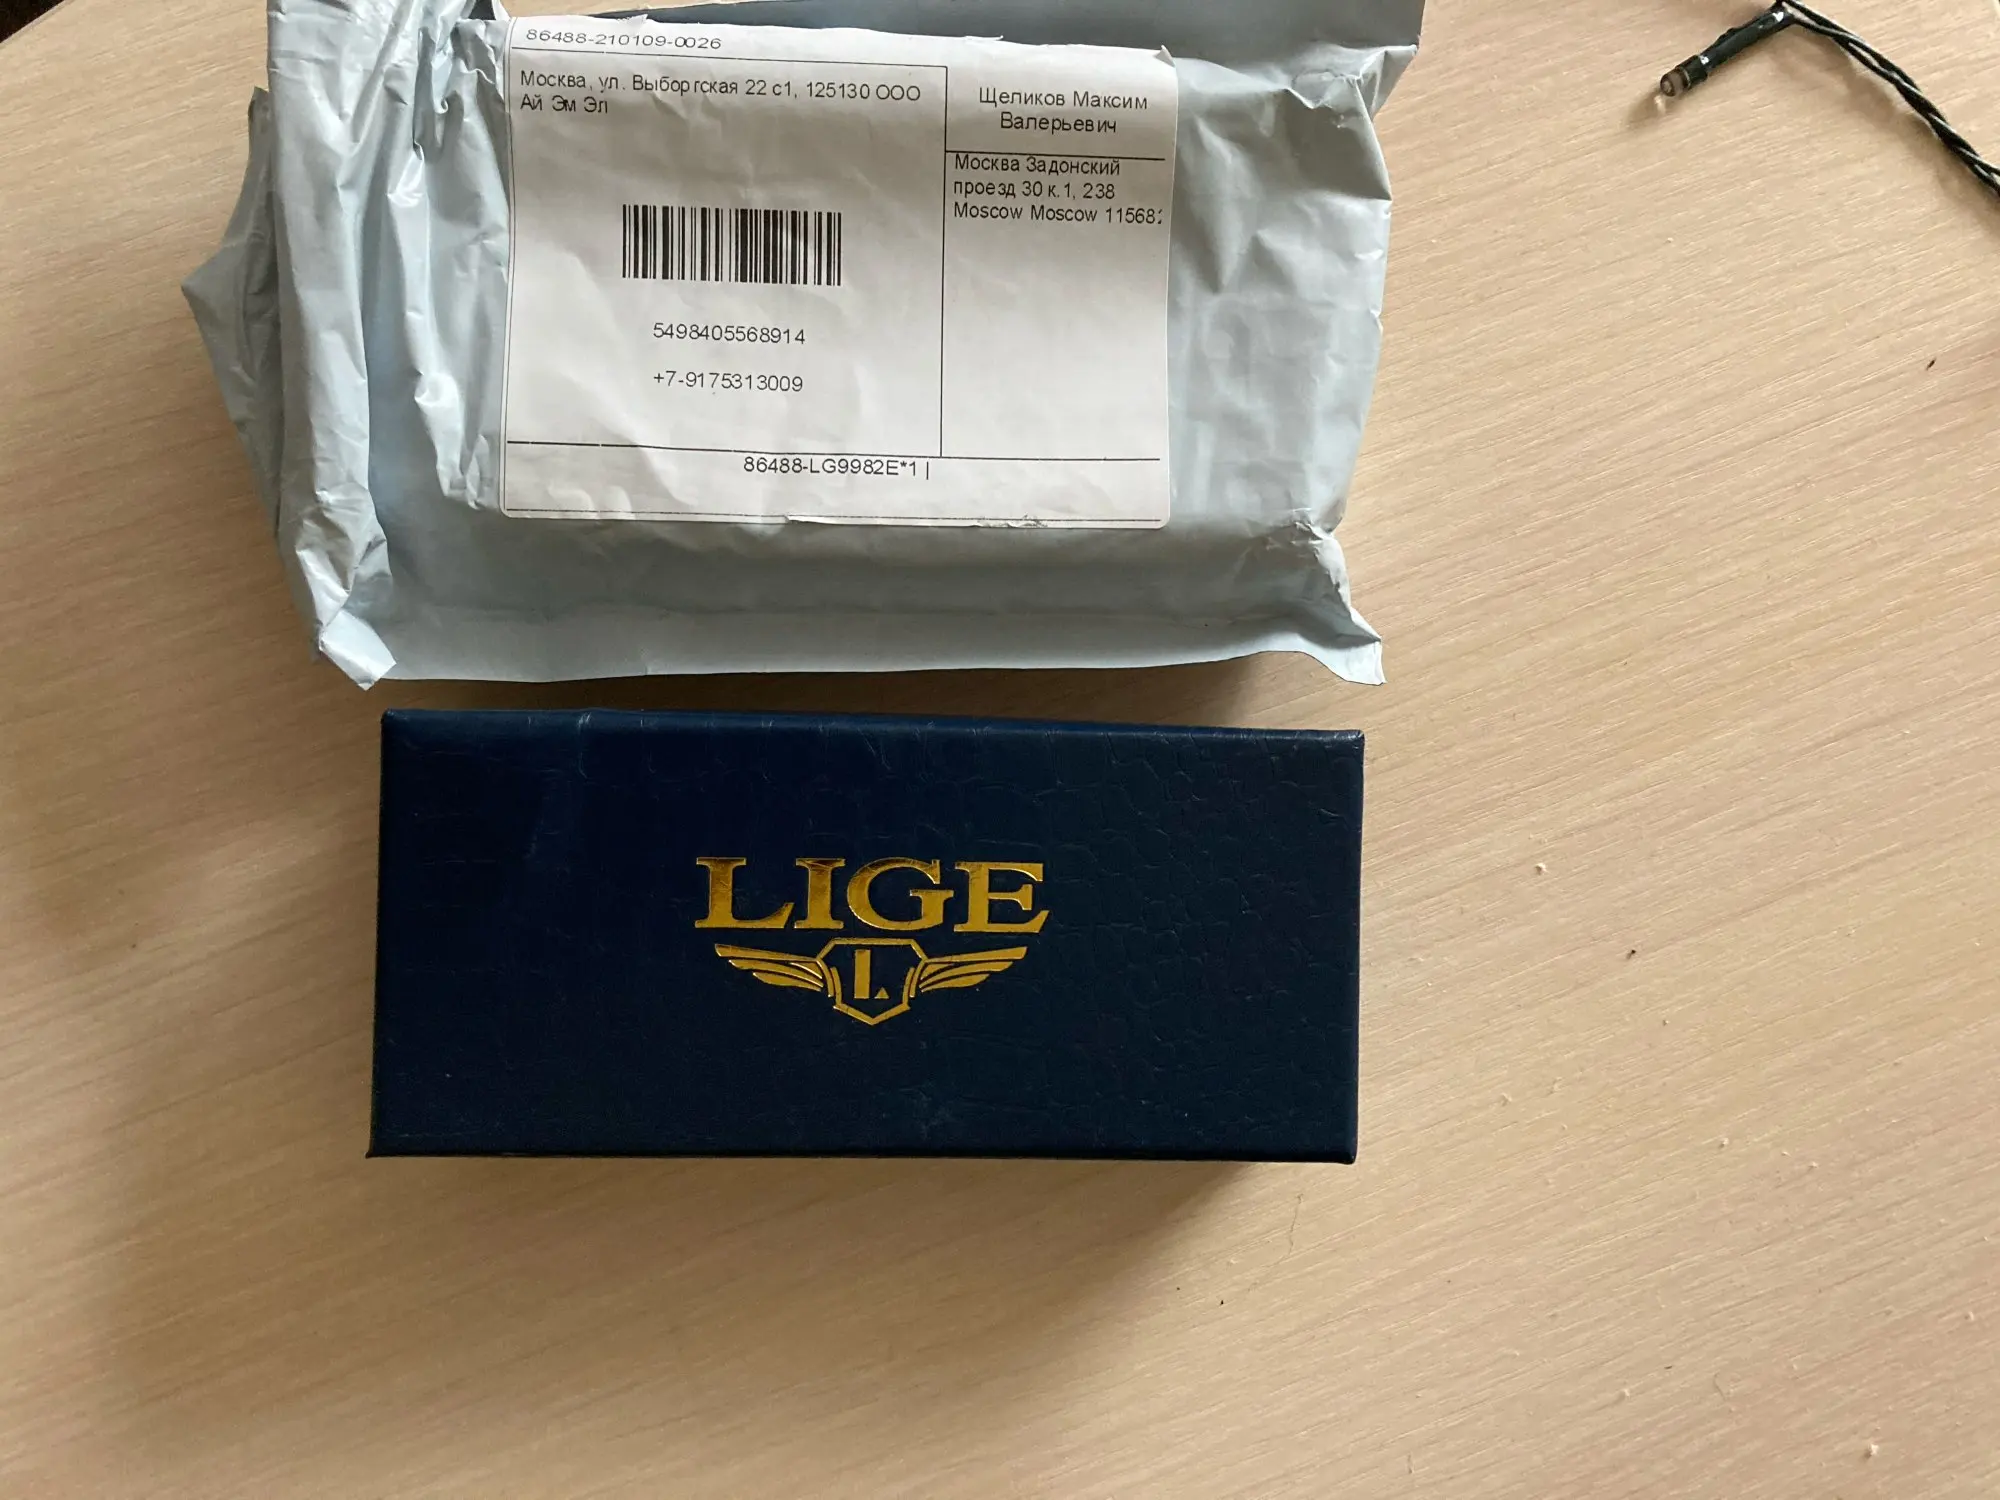 86488-210109-0026
Москва, ул. Выборгская 22 с1, 125130 ООО
Ай Эм Эл
Щеликов Максим
Валерьевич
Москва Задонский
проезд 30 к.1, 238
Moscow Moscow 115682
5498405568914
+7-9175313009
86488-LG9982E*1 |
LIGE
L